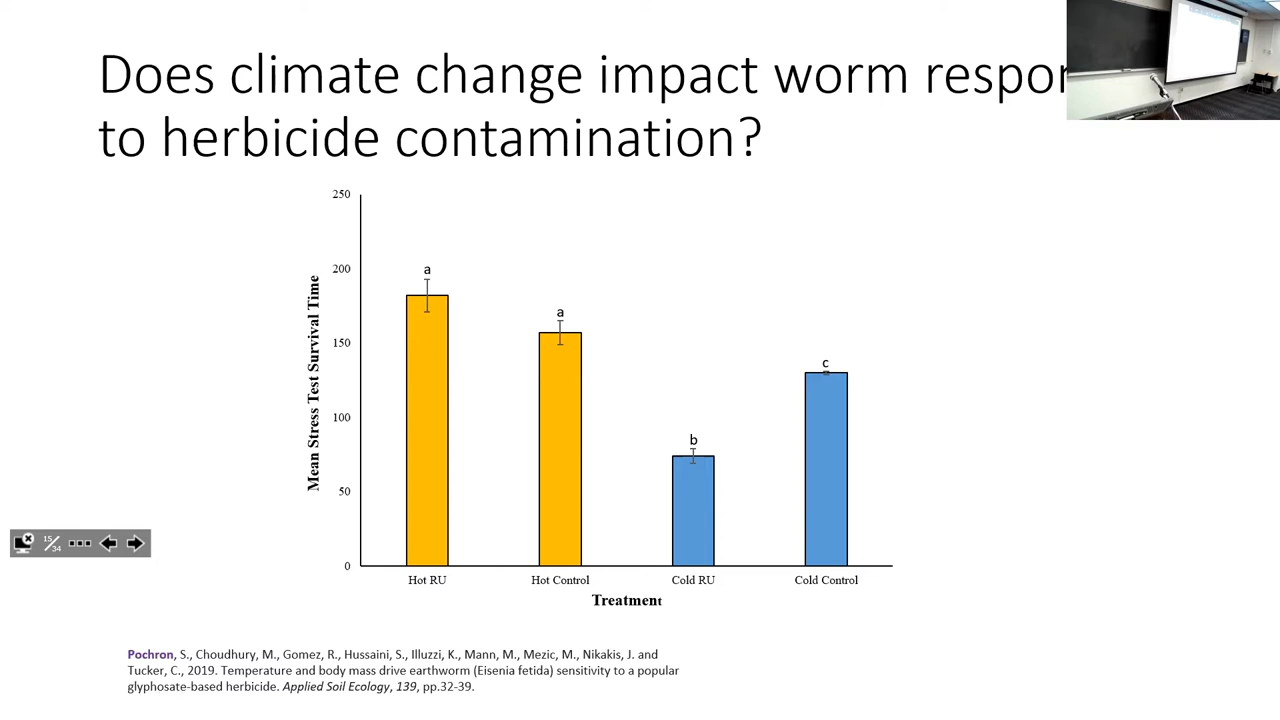 Does climate change impact worm
to herbicide contamination?
250
200
150
100
50
0
Mean Stress Test Survival Time
a
a
b
c
Hot RU
Hot Control
Cold RU
Cold Control
Treatment
15/34
Pochron, S., Choudhury, M., Gomez, R., Hussaini, S., Illuzzi, K., Mann, M., Mezic, M., Nikakis, J. and
Tucker, C., 2019. Temperature and body mass drive earthworm (Eisenia fetida) sensitivity to a popular
glyphosate-based herbicide. Applied Soil Ecology, 139, pp.32-39.